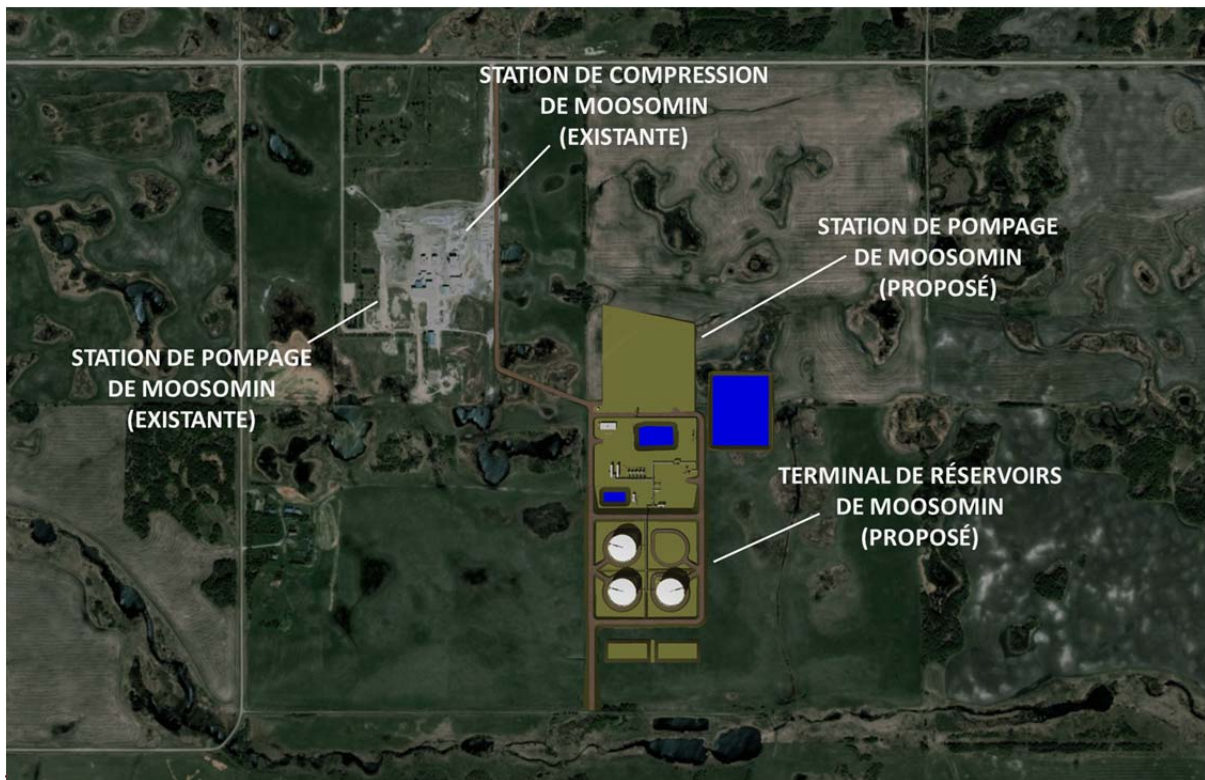 STATION DE COMPRESSION
DE MOOSOMIN
(EXISTANTE)
STATION DE POMPAGE
DE MOOSOMIN
(PROPOSÉ)
STATION DE POMPAGE
DE MOOSOMIN
(EXISTANTE)
TERMINAL DE RÉSERVOIRS
DE MOOSOMIN
(PROPOSÉ)